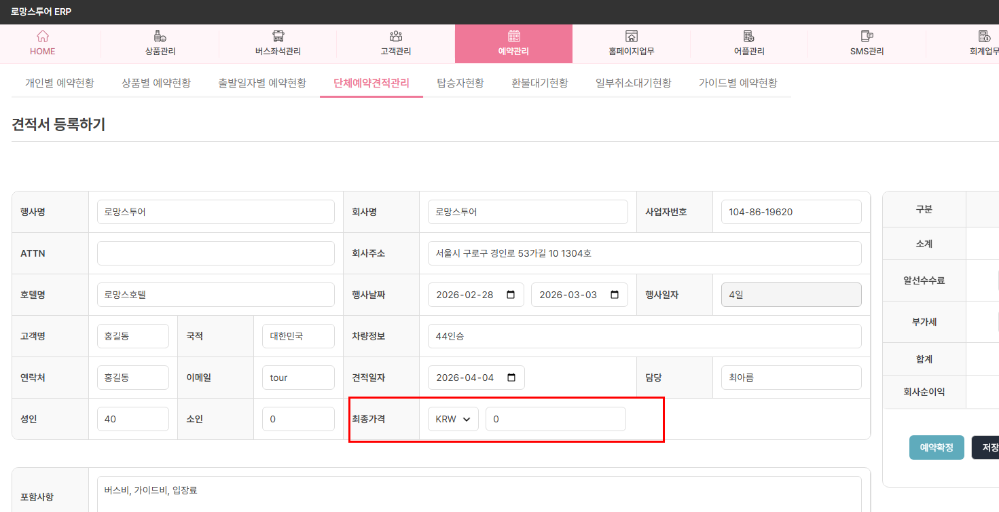 로망스투어 ERP
HOME 상품관리 버스좌석관리 고객관리 예약관리 홈페이지업무 어플관리 SMS관리 회계업무
개인별 예약현황 상품별 예약현황 출발일자별 예약현황 단체예약견적관리 탑승자현황 환불대기현황 일부취소대기현황 가이드별 예약현황
견적서 등록하기
행사명 로망스투어 회사명 로망스투어 사업자번호 104-86-19620
구분
ATTN 회사주소 서울시 구로구 경인로 53가길 10 1304호
소계
호텔명 로망스호텔 행사날짜 2026-02-28 2026-03-03 행사일자 4일
알선수수료
고객명 홍길동 국적 대한민국 차량정보 44인승
부가세
연락처 홍길동 이메일 tour 견적일자 2026-04-04 담당 최아름
합계
회사순이익
성인 40 소인 0 최종가격 KRW 0
예약확정 저장
포함사항 버스비, 가이드비, 입장료